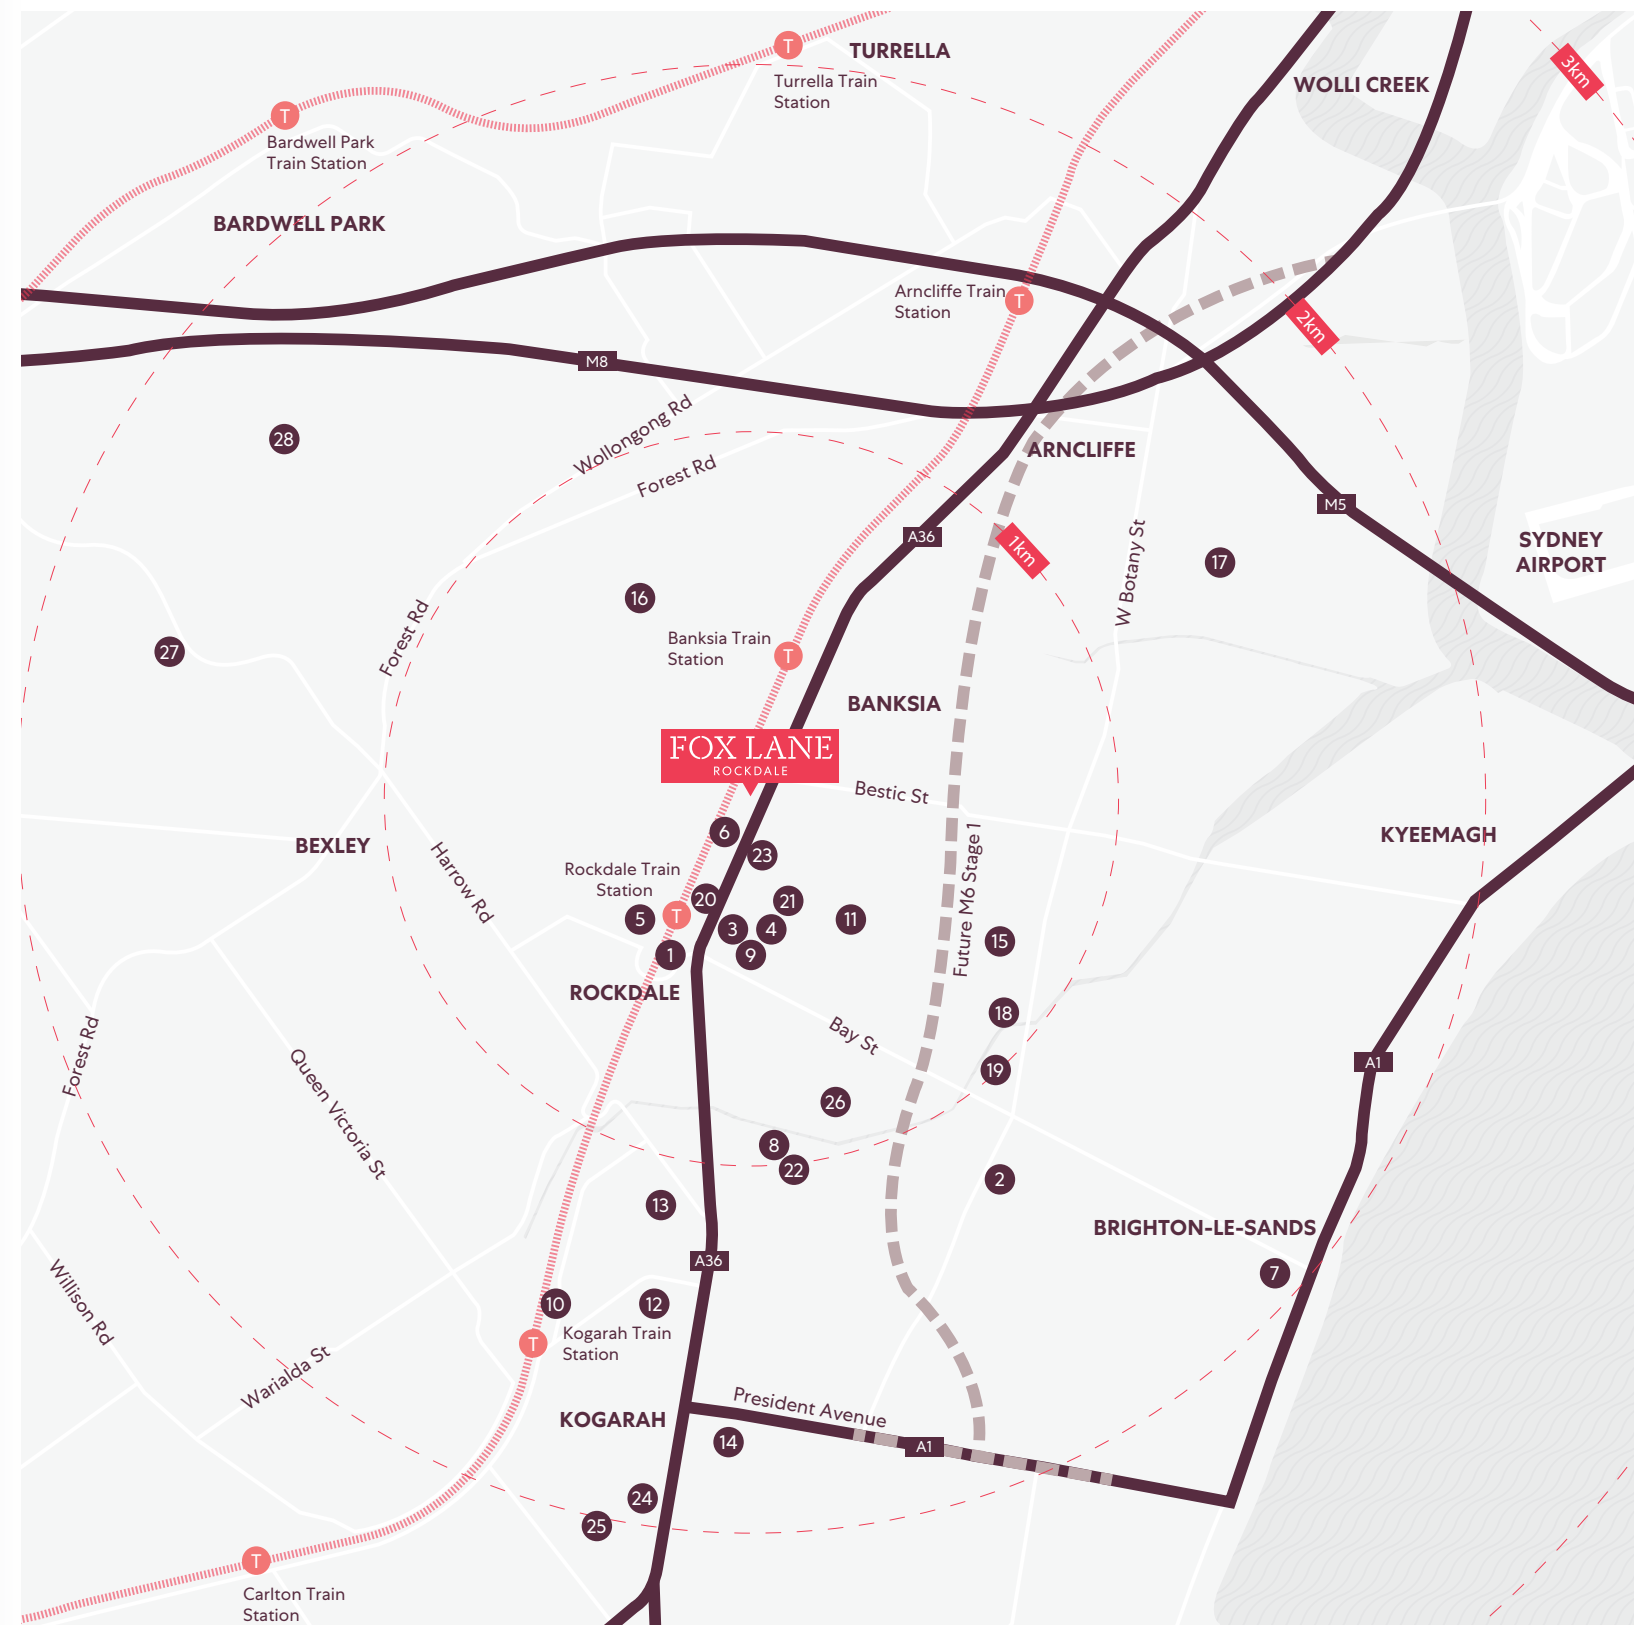 3km
T
TURRELLA
Turrella Train
Station
WOLLI CREEK
T
Bardwell Park
Train Station
BARDWELL PARK
Arncliffe Train
Station
T
2km
M8
Wollongong Rd
28
ARNCLIFFE
Forest Rd
M5
A36
1km
SYDNEY
AIRPORT
W Botany St
17
16
Forest Rd
Banksia Train
Station
T
27
BANKSIA
FOX LANE
ROCKDALE
Bestic St
6
KYEEMAGH
BEXLEY
23
Harrow Rd
Rockdale Train
Station
20
21
T
5
3
4
11
Future M6 Stage 1
15
1
9
ROCKDALE
18
Bay St
Forest Rd
A1
19
Queen Victoria St
26
8
22
2
13
BRIGHTON-LE-SANDS
A36
7
Willison Rd
10
12
Kogarah Train
Station
T
Warialda St
President Avenue
KOGARAH
14
A1
24
25
T
Carlton Train
Station